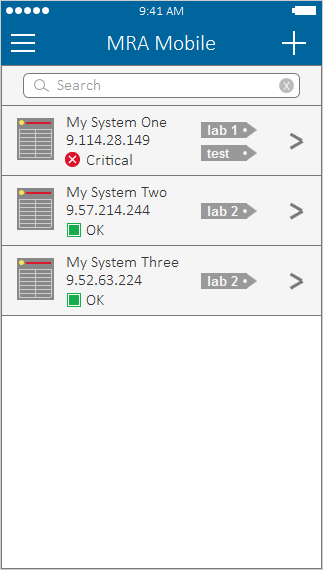 9:41 AM
MRA Mobile
Search
My System One
9.114.28.149
Critical
lab 1
test
My System Two
9.57.214.244
OK
lab 2
My System Three
9.52.63.224
OK
lab 2